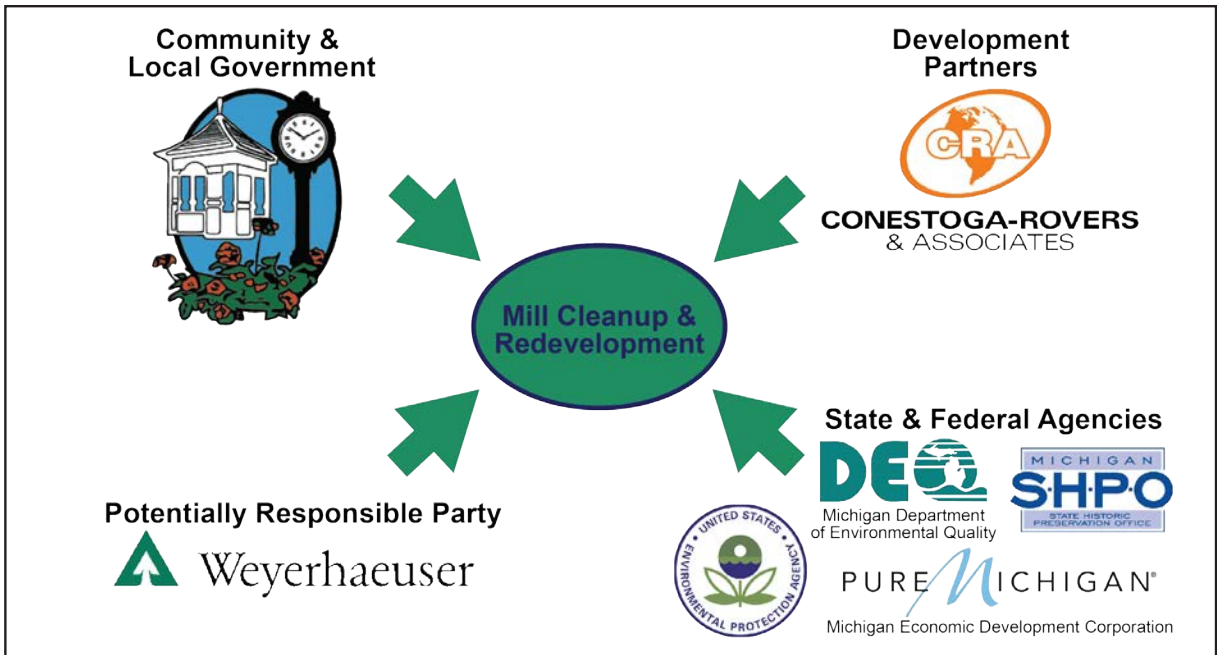 Community &
Local Government
Development
Partners
CRA
CONESTOGA-ROVERS
& ASSOCIATES
Mill Cleanup &
Redevelopment
Potentially Responsible Party
Weyerhaeuser
State & Federal Agencies
DEQ
Michigan Department
of Environmental Quality
MICHIGAN
S·H·P·O
STATE HISTORIC
PRESERVATION OFFICE
UNITED STATES
ENVIRONMENTAL PROTECTION AGENCY
PURE MICHIGAN®
Michigan Economic Development Corporation